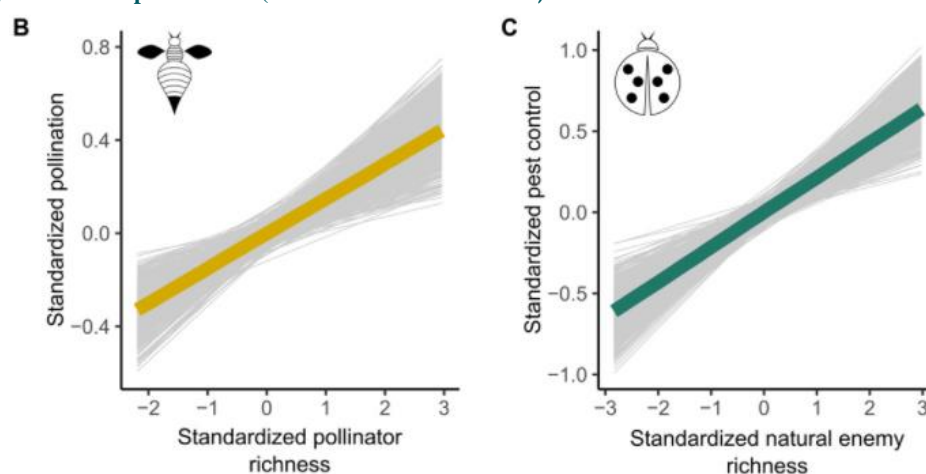 B
0.8
0.4
0.0
−0.4
Standardized pollination
−2 −1 0 1 2 3
Standardized pollinator
richness
C
1.0
0.5
0.0
−0.5
−1.0
Standardized pest control
−3 −2 −1 0 1 2 3
Standardized natural enemy
richness